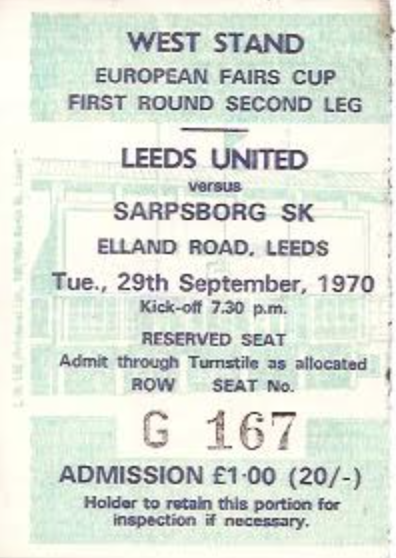 WEST STAND
EUROPEAN FAIRS CUP
FIRST ROUND SECOND LEG
LEEDS UNITED
versus
SARPSBORG SK
ELLAND ROAD, LEEDS
Tue., 29th September, 1970
Kick-off 7.30 p.m.
RESERVED SEAT
Admit through Turnstile as allocated
ROW SEAT No.
G 167
ADMISSION £1·00 (20/-)
Holder to retain this portion for
inspection if necessary.